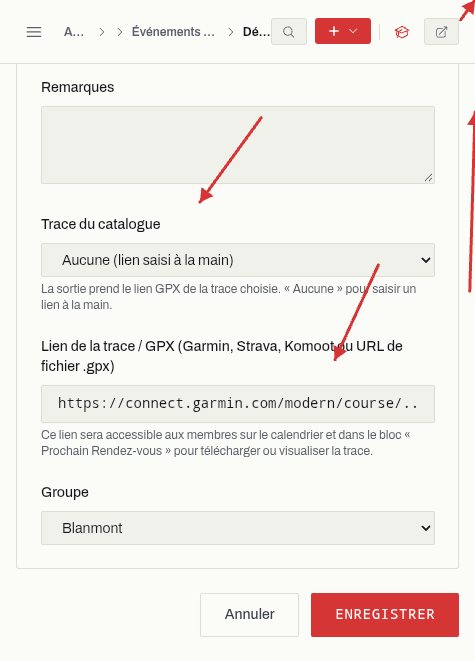 A...
Événements ...
Dé...
Remarques
Trace du catalogue
Aucune (lien saisi à la main)
La sortie prend le lien GPX de la trace choisie. « Aucune » pour saisir un
lien à la main.
Lien de la trace / GPX (Garmin, Strava, Komoot ou URL de
fichier .gpx)
https://connect.garmin.com/modern/course/..
Ce lien sera accessible aux membres sur le calendrier et dans le bloc «
Prochain Rendez-vous » pour télécharger ou visualiser la trace.
Groupe
Blanmont
Annuler
ENREGISTRER